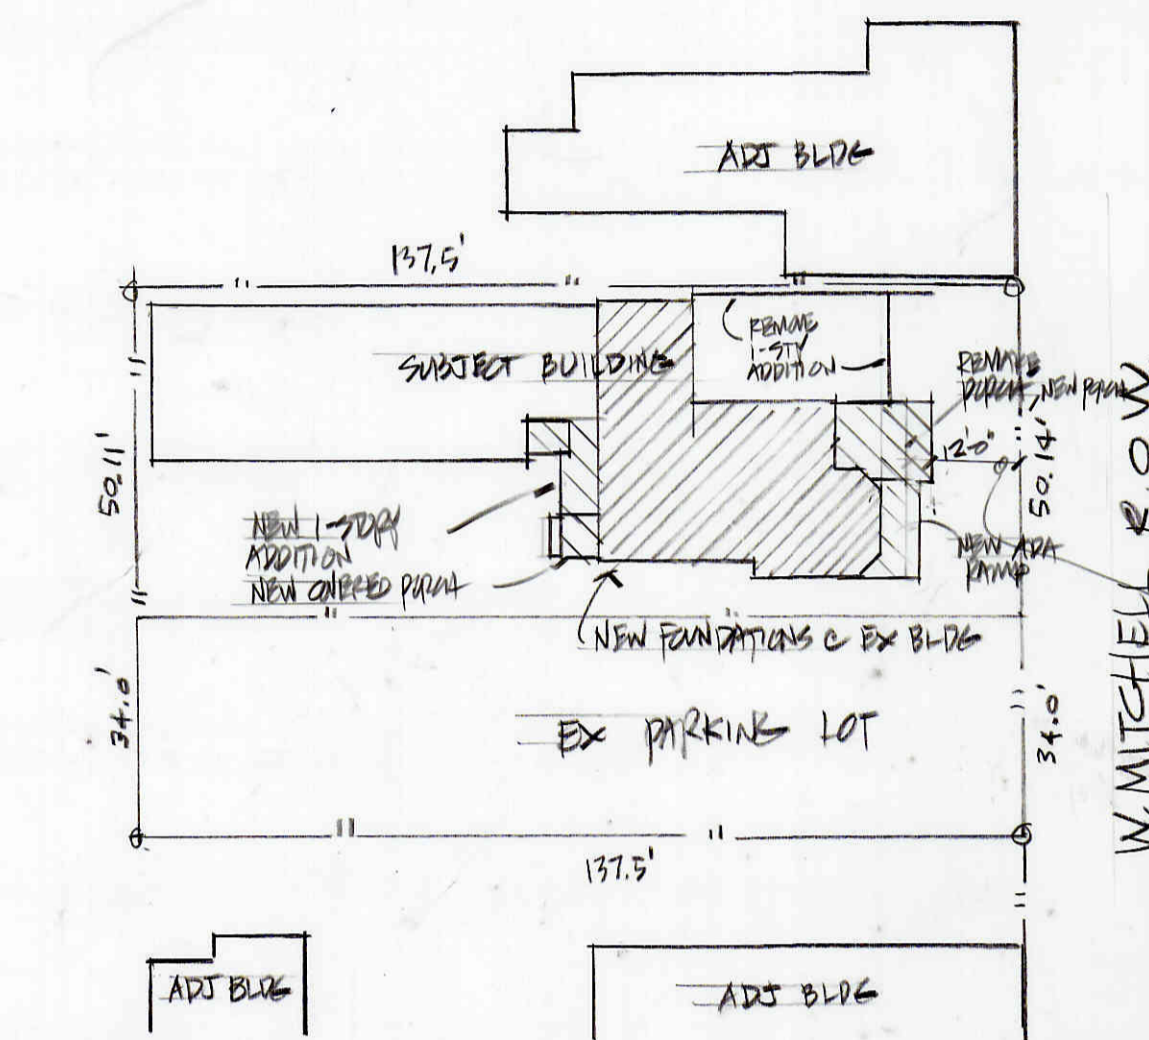 ADJ BLDG
137.5'
SUBJECT BUILDING
REMOVE
1-STY
ADDITION
REMAKE
PORCH, NEW PORCH
12'-0"
50.11'
50.14'
NEW 1-STORY
ADDITION
NEW COVERED PORCH
NEW ADA
RAMP
NEW FOUNDATIONS C EX BLDG
34.0'
EX PARKING LOT
34.0'
W. MITCHELL R.O.W
137.5'
ADJ BLDG
ADJ BLDG